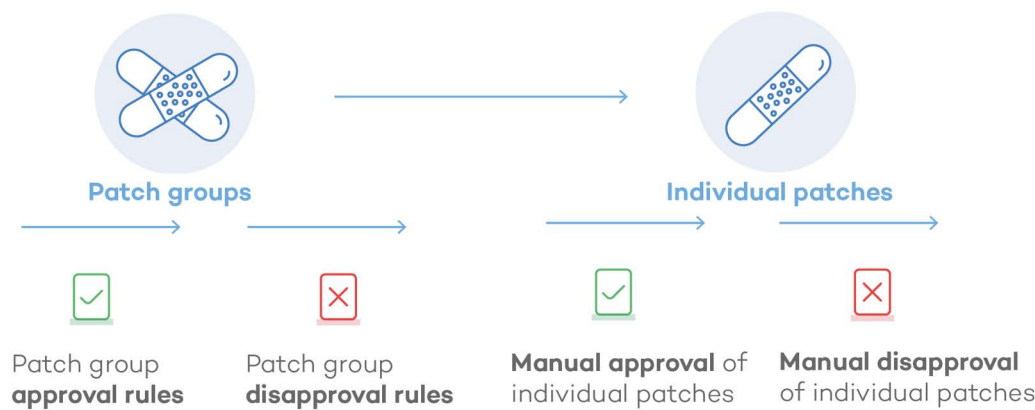 Patch groups
Individual patches
Patch group
approval rules
Patch group
disapproval rules
Manual approval of
individual patches
Manual disapproval
of individual patches